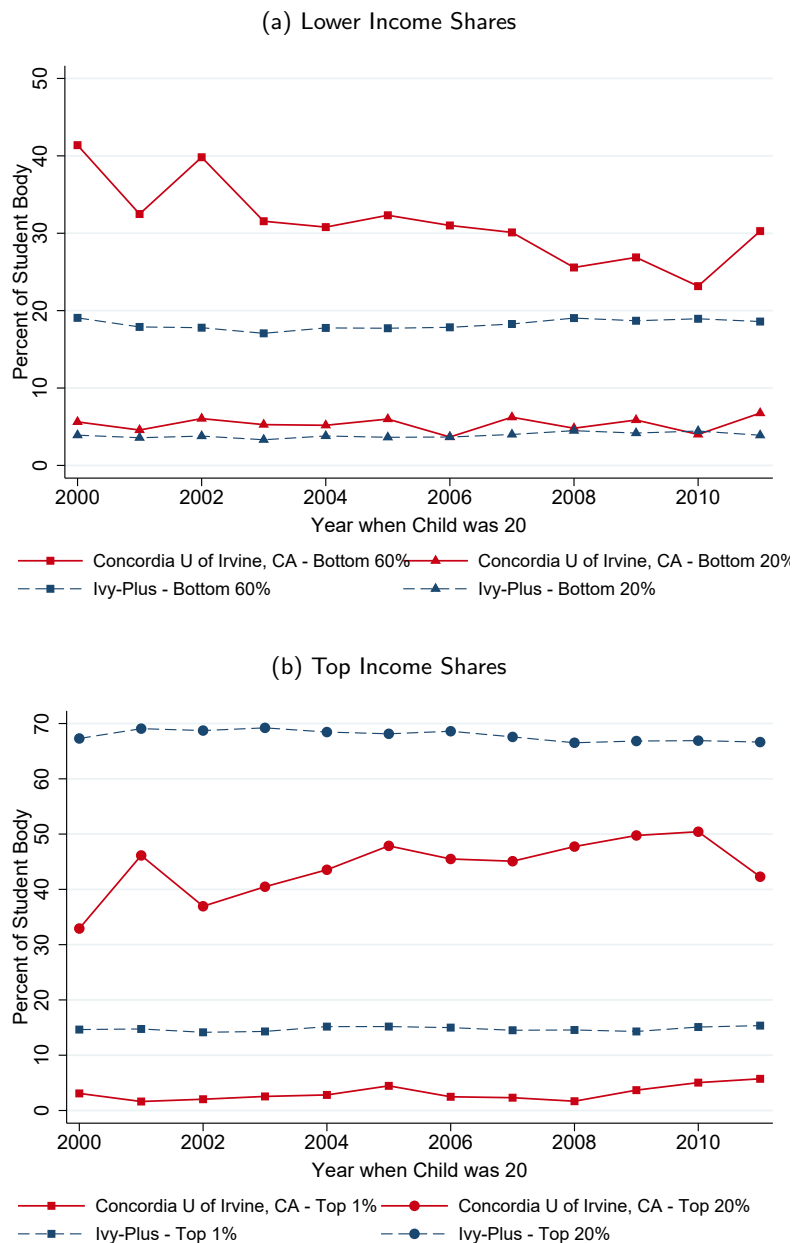 (a) Lower Income Shares
Percent of Student Body
50
40
30
20
10
0
2000 2002 2004 2006 2008 2010
Year when Child was 20
Concordia U of Irvine, CA - Bottom 60% Concordia U of Irvine, CA - Bottom 20%
Ivy-Plus - Bottom 60% Ivy-Plus - Bottom 20%
(b) Top Income Shares
Percent of Student Body
70
60
50
40
30
20
10
0
2000 2002 2004 2006 2008 2010
Year when Child was 20
Concordia U of Irvine, CA - Top 1% Concordia U of Irvine, CA - Top 20%
Ivy-Plus - Top 1% Ivy-Plus - Top 20%